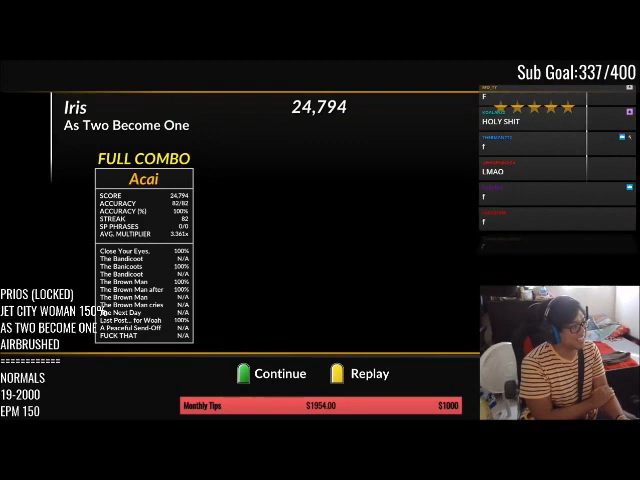 Sub Goal:337/400
Iris 24,794
As Two Become One
FULL COMBO
Acai
SCORE 24,794
ACCURACY 82/82
ACCURACY (%) 100%
STREAK 82
SP PHRASES 0/0
AVG. MULTIPLIER 3.361x
Close Your Eyes, 100%
The Bandicoot N/A
The Banicoots 100%
The Bandicoot N/A
The Brown Man 100%
The Brown Man after 100%
The Brown Man N/A
The Brown Man cries N/A
The Next Day N/A
Last Post... for Woah 100%
A Peaceful Send-Off N/A
FUCK THAT N/A
PRIOS (LOCKED)
JET CITY WOMAN 150%
AS TWO BECOME ONE
AIRBRUSHED
============
NORMALS
19-2000
EPM 150
Continue
Replay
Monthly Tips $1954.00 $1000
F
HOLY SHIT
f
LMAO
f
f